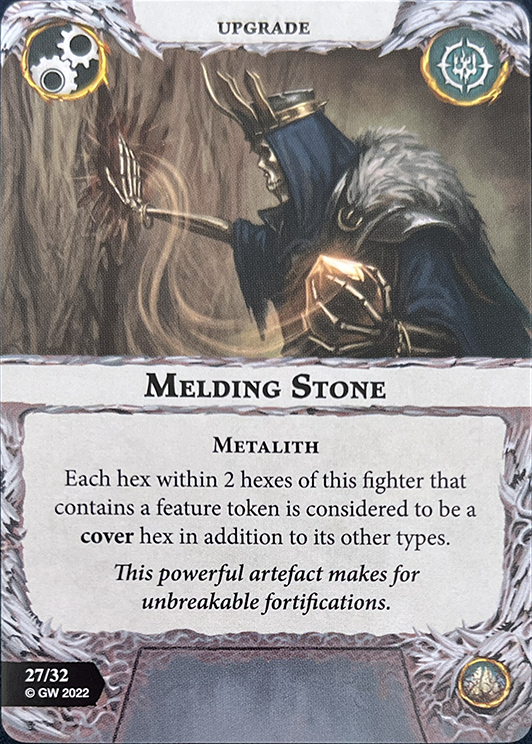 UPGRADE
MELDING STONE
METALITH
Each hex within 2 hexes of this fighter that
contains a feature token is considered to be a
cover hex in addition to its other types.
This powerful artefact makes for
unbreakable fortifications.
27/32
© GW 2022